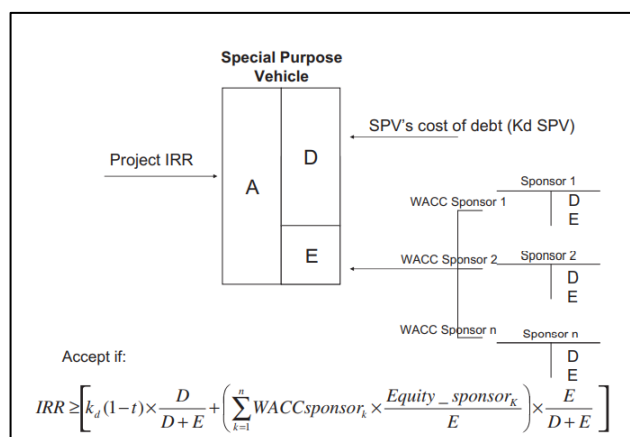 Special Purpose
Vehicle
SPV's cost of debt (Kd SPV)
Project IRR
A
D
E
Sponsor 1
WACC Sponsor 1
D
E
Sponsor 2
WACC Sponsor 2
D
E
WACC Sponsor n
Sponsor n
D
E
Accept if:
IRR ≥ [k_d (1−t) × D/(D+E) + (∑_{k=1}^{n} WACCsponsor_k × Equity_sponsor_K/E) × E/(D+E)]